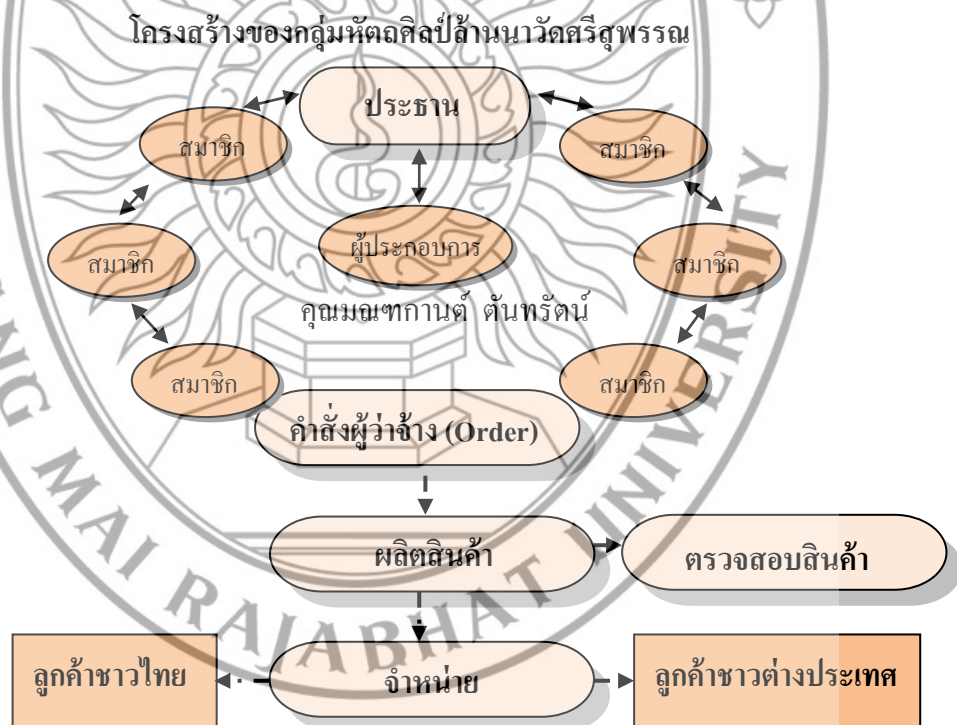 โครงสร้างของกลุ่มหัตถศิลป์ล้านนาวัดศรีสุพรรณ
ประธาน
สมาชิก
สมาชิก
สมาชิก
ผู้ประกอบการ
สมาชิก
คุณมณฑกานต์ ตันทรัตน์
สมาชิก
สมาชิก
คำสั่งผู้ว่าจ้าง (Order)
ผลิตสินค้า
ตรวจสอบสินค้า
ลูกค้าชาวไทย
จำหน่าย
ลูกค้าชาวต่างประเทศ
NG MAI RAJABHAT UNIVERSITY